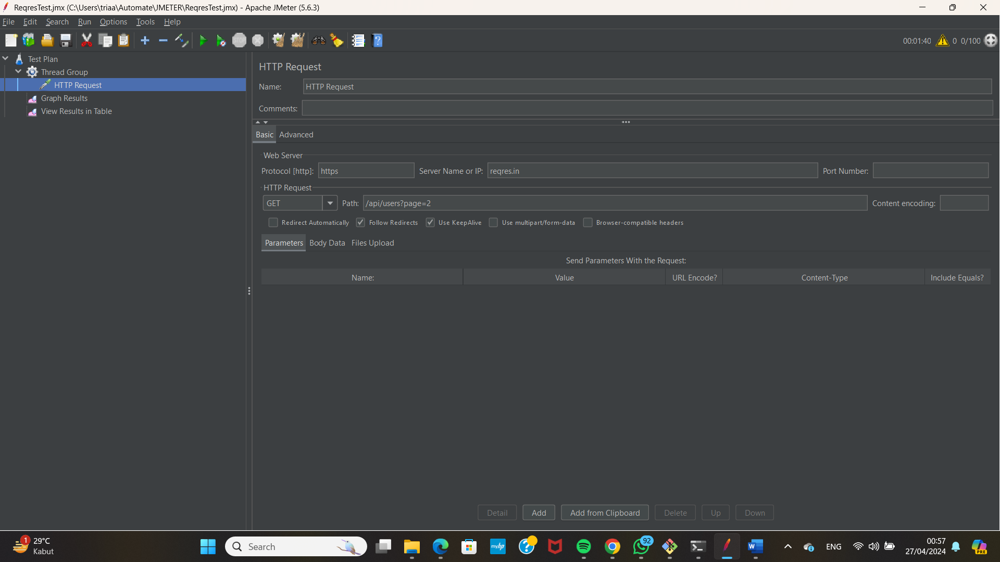 ReqresTest.jmx (C:\Users\triaa\Automate\JMETER\ReqresTest.jmx) - Apache JMeter (5.6.3)
File Edit Search Run Options Tools Help
STOP
00:01:40 0 0/100
Test Plan
Thread Group
HTTP Request
Graph Results
View Results in Table
HTTP Request
Name: HTTP Request
Comments:
Basic Advanced
Web Server
Protocol [http]: https Server Name or IP: reqres.in Port Number:
HTTP Request
GET Path: /api/users?page=2 Content encoding:
Redirect Automatically Follow Redirects Use KeepAlive Use multipart/form-data Browser-compatible headers
Parameters Body Data Files Upload
Send Parameters With the Request:
Name: Value URL Encode? Content-Type Include Equals?
Detail Add Add from Clipboard Delete Up Down
1 29°C
Kabut
Search
myhp
92
W
ENG
00:57
27/04/2024
PRE